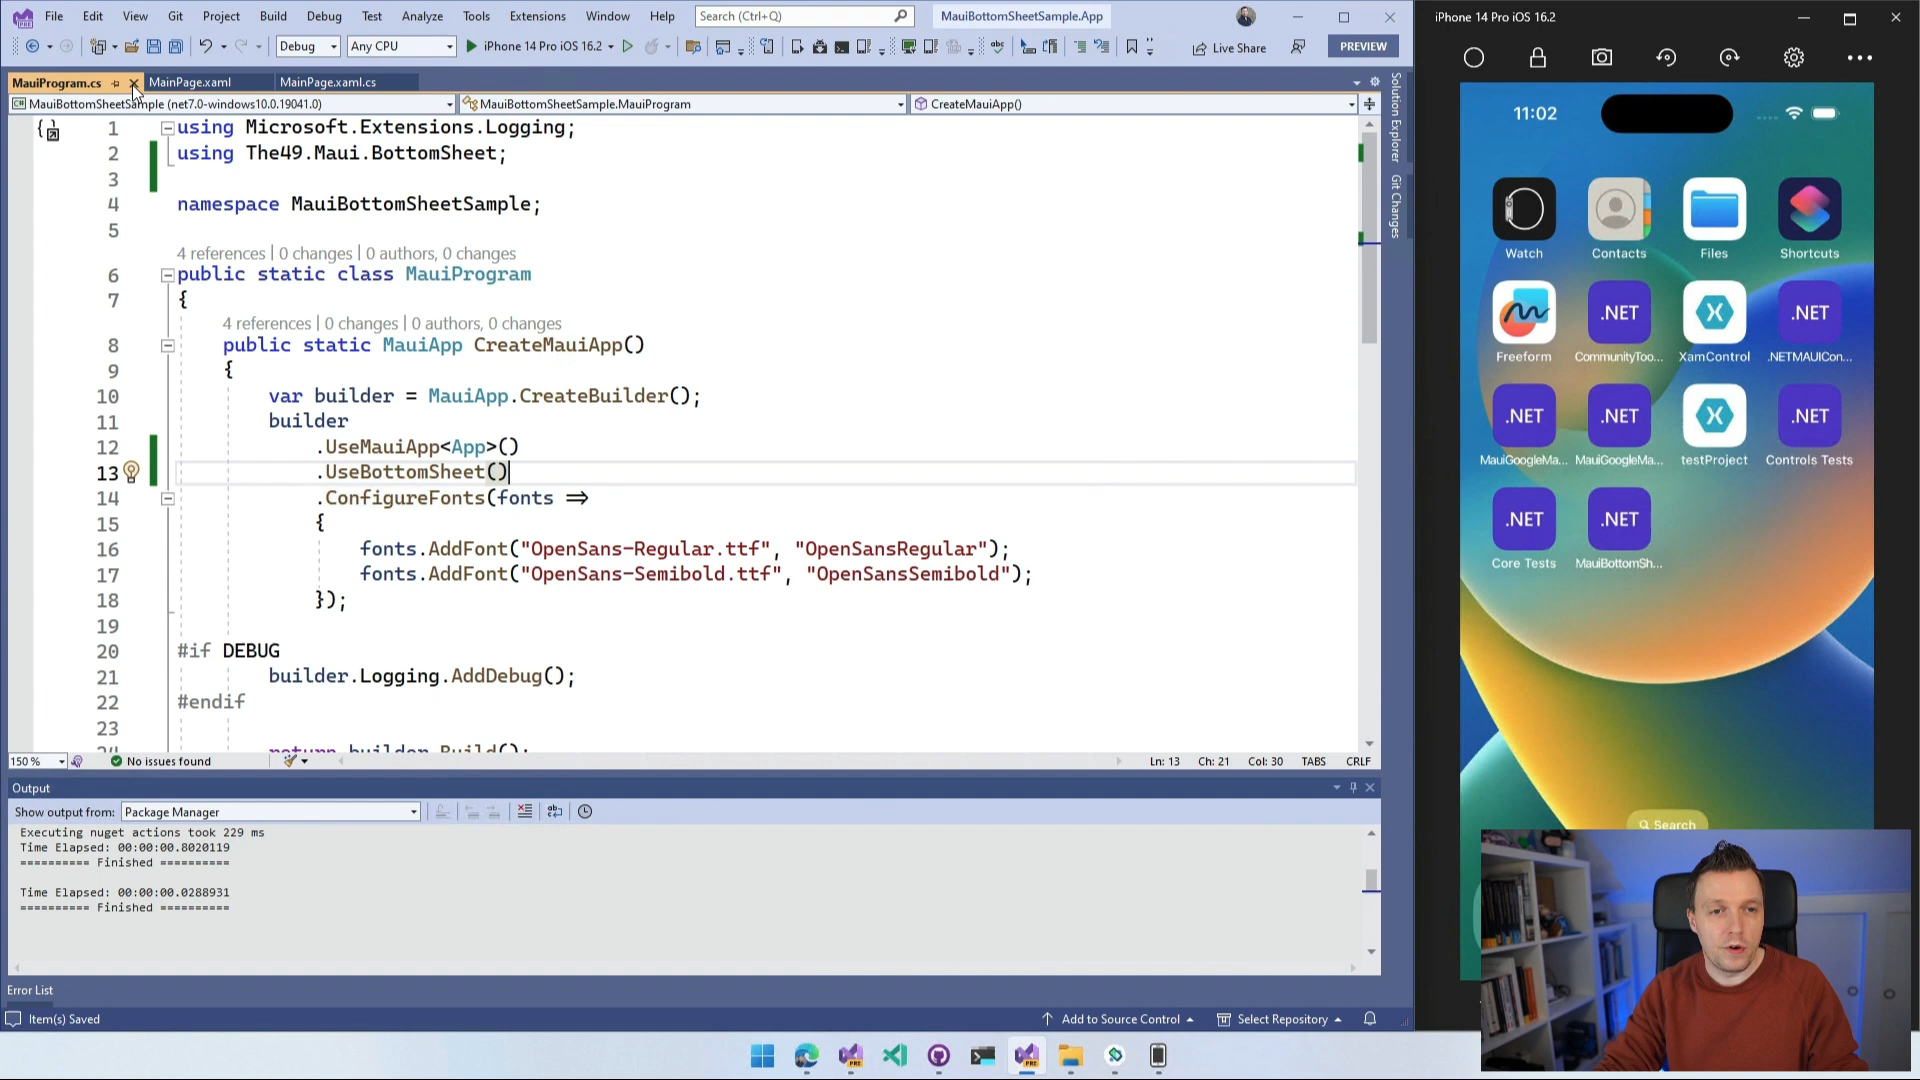 File Edit View Git Project Build Debug Test Analyze Tools Extensions Window Help Search (Ctrl+Q) MauiBottomSheetSample.App
Debug Any CPU iPhone 14 Pro iOS 16.2 Live Share PREVIEW
MauiProgram.cs MainPage.xaml MainPage.xaml.cs
MauiBottomSheetSample (net7.0-windows10.0.19041.0) MauiBottomSheetSample.MauiProgram CreateMauiApp()
1 using Microsoft.Extensions.Logging;
2 using The49.Maui.BottomSheet;
3
4 namespace MauiBottomSheetSample;
5
4 references | 0 changes | 0 authors, 0 changes
6 public static class MauiProgram
7 {
4 references | 0 changes | 0 authors, 0 changes
8 public static MauiApp CreateMauiApp()
9 {
10 var builder = MauiApp.CreateBuilder();
11 builder
12 .UseMauiApp<App>()
13 .UseBottomSheet()
14 .ConfigureFonts(fonts =>
15 {
16 fonts.AddFont("OpenSans-Regular.ttf", "OpenSansRegular");
17 fonts.AddFont("OpenSans-Semibold.ttf", "OpenSansSemibold");
18 });
19
20 #if DEBUG
21 builder.Logging.AddDebug();
22 #endif
23
24 return builder.Build();
150 % No issues found Ln: 13 Ch: 21 Col: 30 TABS CRLF
Output
Show output from: Package Manager
Executing nuget actions took 229 ms
Time Elapsed: 00:00:00.8020119
========== Finished ==========
Time Elapsed: 00:00:00.0288931
========== Finished ==========
Error List
Item(s) Saved Add to Source Control Select Repository
Solution Explorer
Git Changes
iPhone 14 Pro iOS 16.2
11:02
Watch Contacts Files Shortcuts
.NET .NET
Freeform CommunityToo... XamControl .NETMAUICon...
.NET .NET .NET
MauiGoogleMa... MauiGoogleMa... testProject Controls Tests
.NET .NET
Core Tests MauiBottomSh...
Search